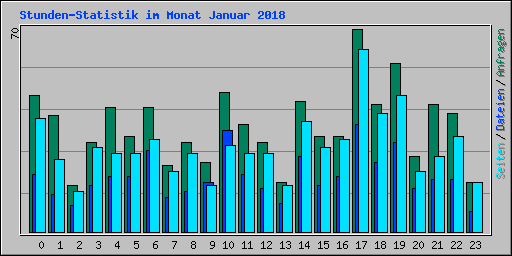 Stunden-Statistik im Monat Januar 2018
70
Seiten / Dateien / Anfragen
0 1 2 3 4 5 6 7 8 9 10 11 12 13 14 15 16 17 18 19 20 21 22 23